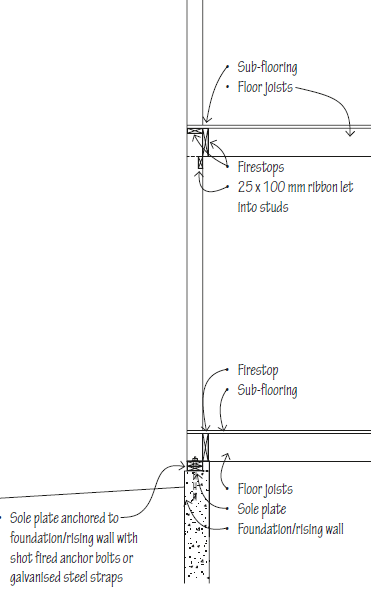 • Sub-flooring
• Floor joists
• Firestops
• 25 x 100 mm ribbon let
into studs
• Firestop
• Sub-flooring
• Floor joists
• Sole plate
• Foundation/rising wall
• Sole plate anchored to
foundation/rising wall with
shot fired anchor bolts or
galvanised steel straps